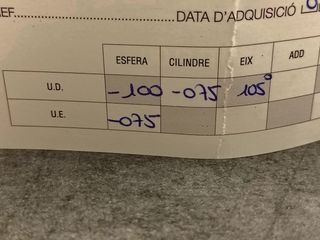 EF. DATA D'ADQUISICIÓ
ESFERA CILINDRE EIX ADD
U.D. -100 -075 105°
U.E. -075